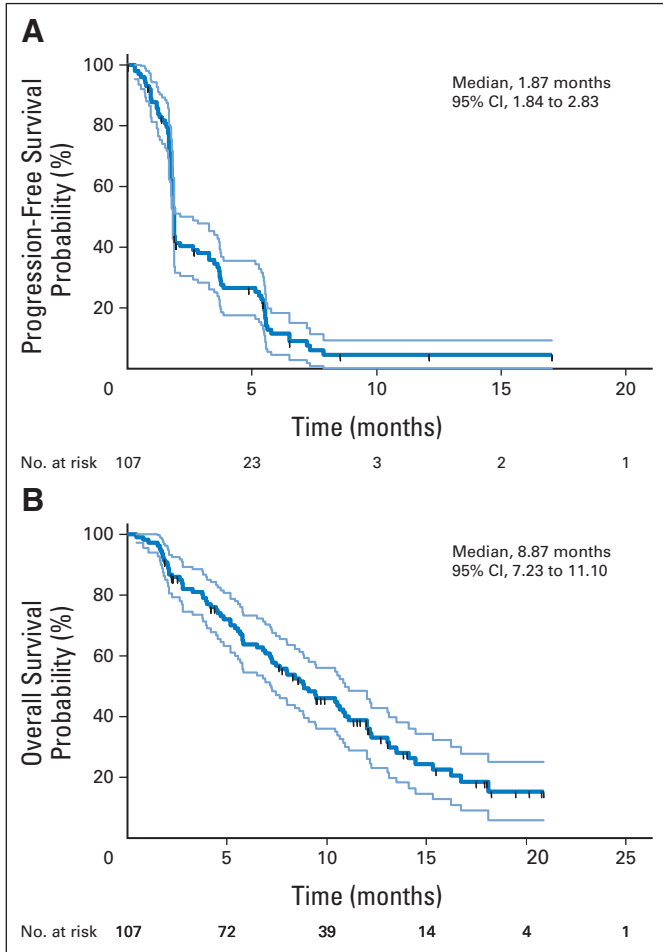 A
Progression-Free Survival
Probability (%)
100
80
60
40
20
0
5
10
15
20
Median, 1.87 months
95% CI, 1.84 to 2.83
Time (months)
No. at risk 107 23 3 2 1
B
Overall Survival
Probability (%)
100
80
60
40
20
0
5
10
15
20
25
Median, 8.87 months
95% CI, 7.23 to 11.10
Time (months)
No. at risk 107 72 39 14 4 1